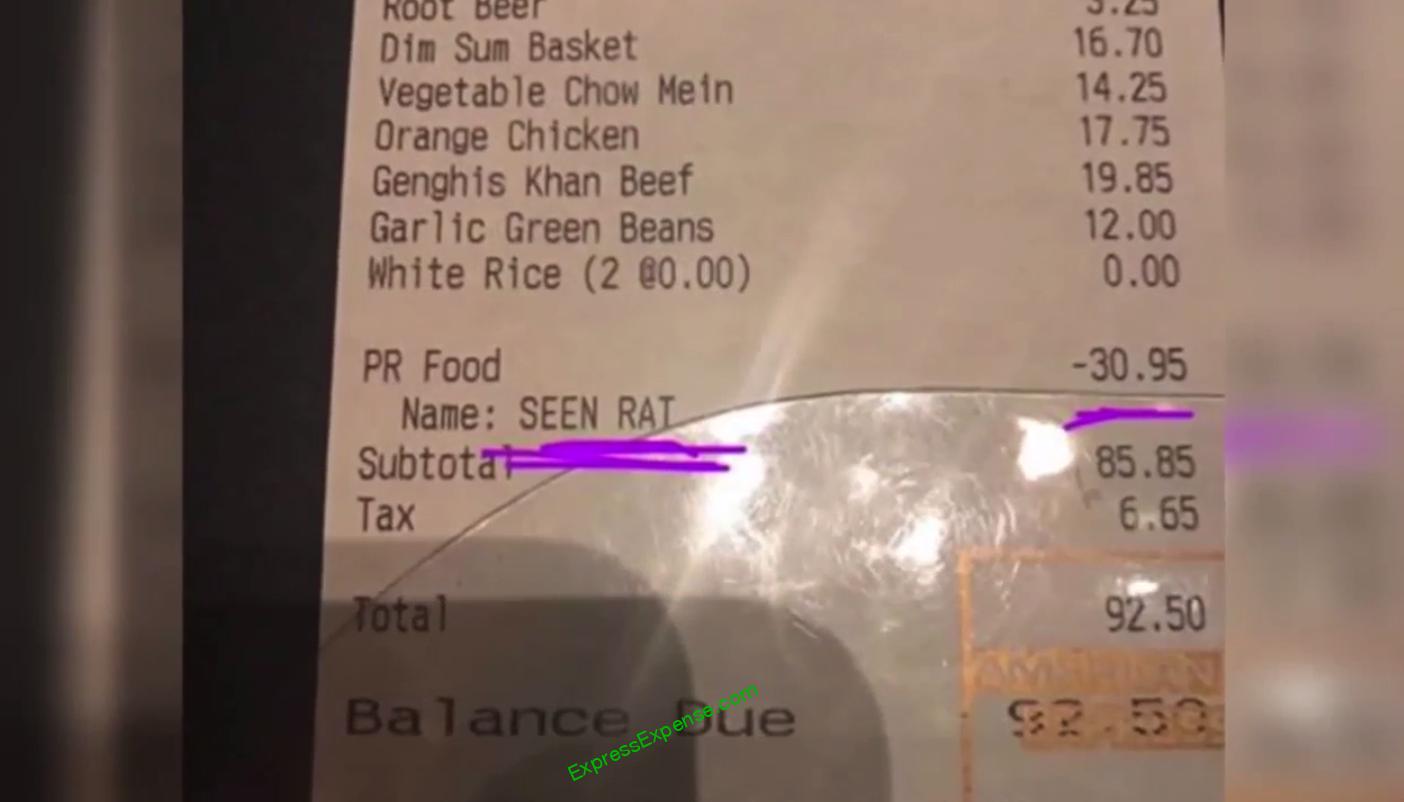 Root Beer 3.25
Dim Sum Basket 16.70
Vegetable Chow Mein 14.25
Orange Chicken 17.75
Genghis Khan Beef 19.85
Garlic Green Beans 12.00
White Rice (2 @0.00) 0.00
PR Food -30.95
Name: SEEN RAT
Subtotal 85.85
Tax 6.65
Total 92.50
AMERICAN
Balance Due 92.50
ExpressExpense.com